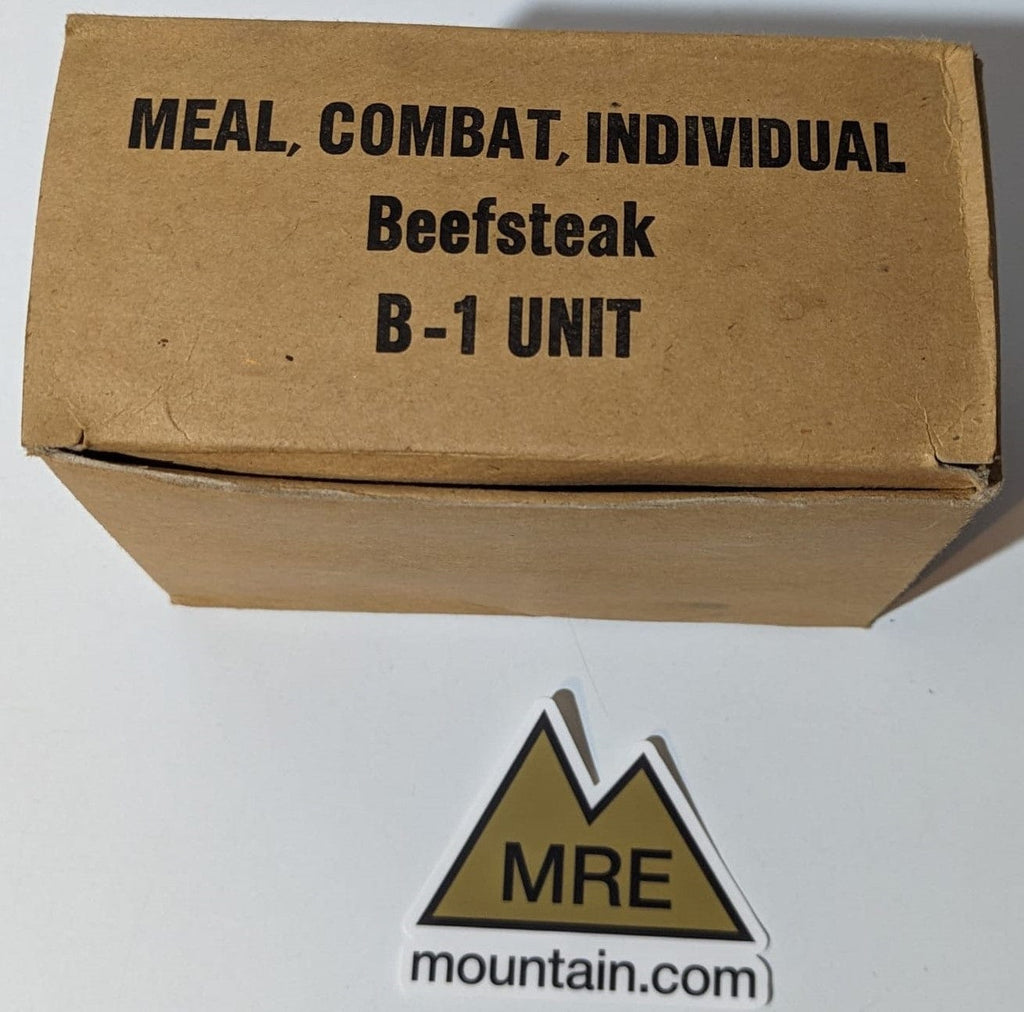 MEAL, COMBAT, INDIVIDUAL
Beefsteak
B-1 UNIT
MRE
mountain.com